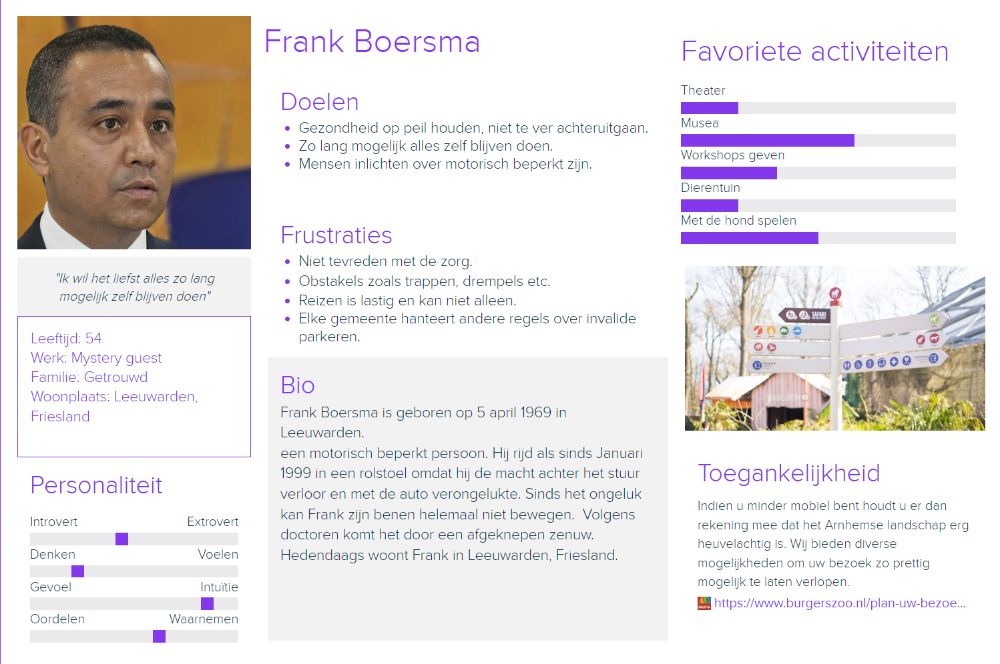 Frank Boersma
"Ik wil het liefst alles zo lang
mogelijk zelf blijven doen"
Leeftijd: 54
Werk: Mystery guest
Familie: Getrouwd
Woonplaats: Leeuwarden,
Friesland
Personaliteit
Introvert Extrovert
Denken Voelen
Gevoel Intuïtie
Oordelen Waarnemen
Doelen
Gezondheid op peil houden, niet te ver achteruitgaan.
Zo lang mogelijk alles zelf blijven doen.
Mensen inlichten over motorisch beperkt zijn.
Frustraties
Niet tevreden met de zorg.
Obstakels zoals trappen, drempels etc.
Reizen is lastig en kan niet alleen.
Elke gemeente hanteert andere regels over invalide
parkeren.
Bio
Frank Boersma is geboren op 5 april 1969 in
Leeuwarden.
een motorisch beperkt persoon. Hij rijd als sinds Januari
1999 in een rolstoel omdat hij de macht achter het stuur
verloor en met de auto verongelukte. Sinds het ongeluk
kan Frank zijn benen helemaal niet bewegen.  Volgens
doctoren komt het door een afgeknepen zenuw.
Hedendaags woont Frank in Leeuwarden, Friesland.
Favoriete activiteiten
Theater
Musea
Workshops geven
Dierentuin
Met de hond spelen
SAFARI
Toegankelijkheid
Indien u minder mobiel bent houdt u er dan
rekening mee dat het Arnhemse landschap erg
heuvelachtig is. Wij bieden diverse
mogelijkheden om uw bezoek zo prettig
mogelijk te laten verlopen.
https://www.burgerszoo.nl/plan-uw-bezoe...